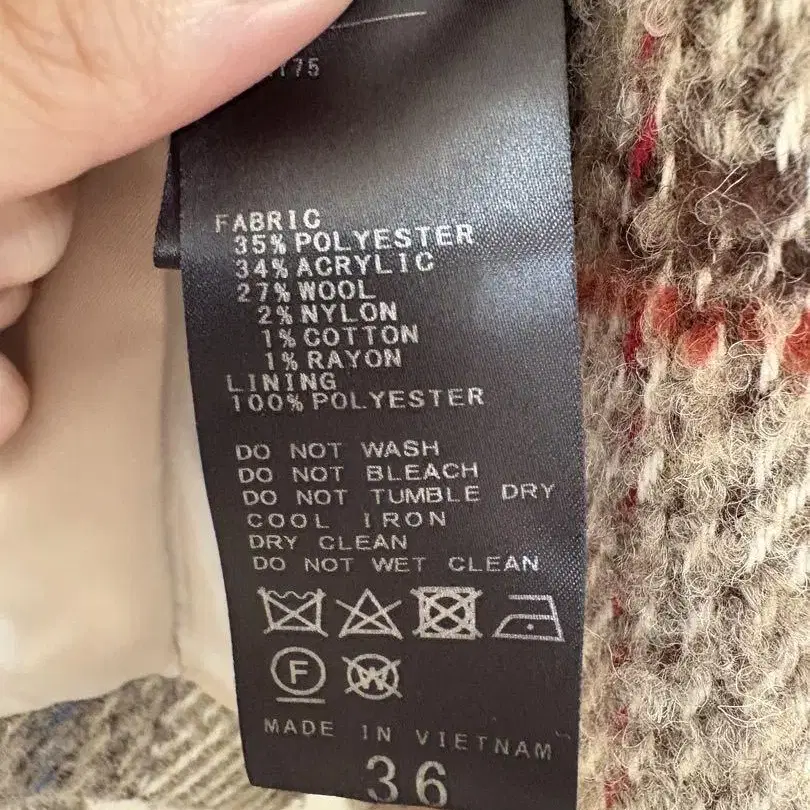 175
FABRIC
35% POLYESTER
34% ACRYLIC
27% WOOL
2% NYLON
1% COTTON
1% RAYON
LINING
100% POLYESTER
DO NOT WASH
DO NOT BLEACH
DO NOT TUMBLE DRY
COOL IRON
DRY CLEAN
DO NOT WET CLEAN
F W
MADE IN VIETNAM
36